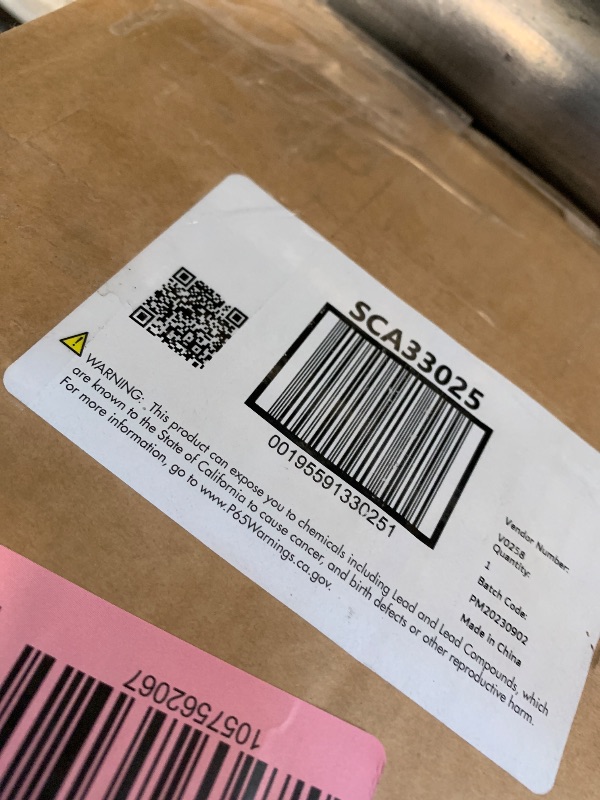 SCA33025
00195591330251
WARNING: This product can expose you to chemicals including Lead and Lead Compounds, which
are known to the State of California to cause cancer, and birth defects or other reproductive harm.
For more information, go to www.P65Warnings.ca.gov.
Vendor Number:
V0258
Quantity:
1
Batch Code:
PM20230902
Made in China
1057562067